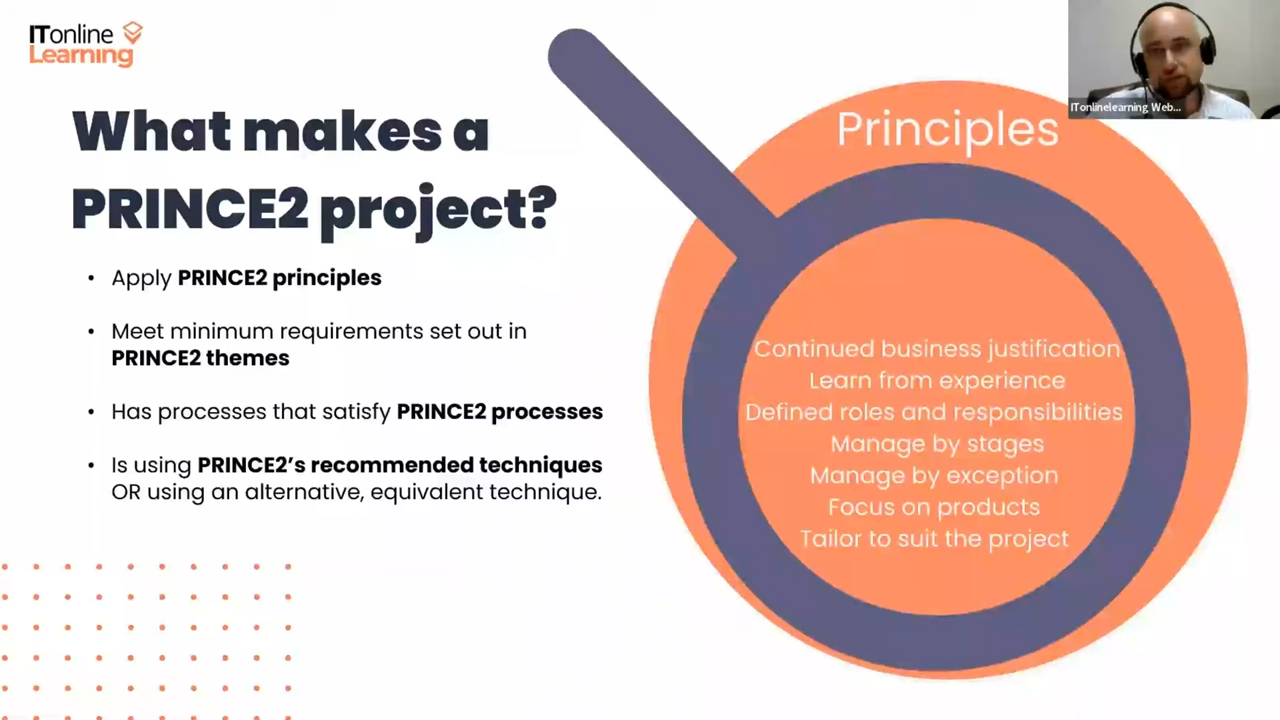 ITonline
Learning
What makes a
PRINCE2 project?
• Apply PRINCE2 principles
• Meet minimum requirements set out in
PRINCE2 themes
• Has processes that satisfy PRINCE2 processes
• Is using PRINCE2’s recommended techniques
OR using an alternative, equivalent technique.
Principles
Continued business justification
Learn from experience
Defined roles and responsibilities
Manage by stages
Manage by exception
Focus on products
Tailor to suit the project
ITonlinelearning Web...